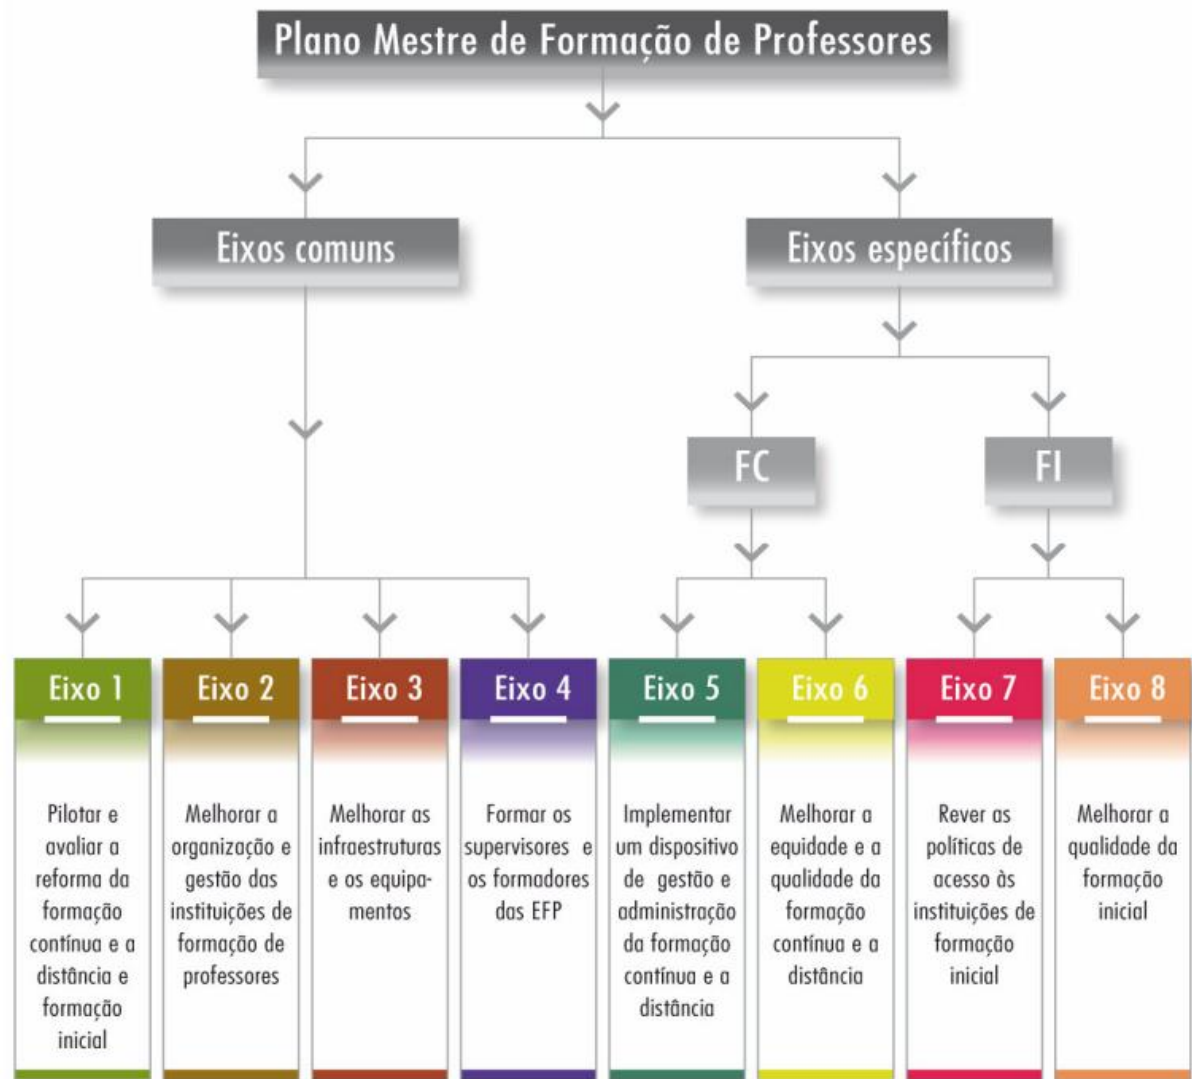 Plano Mestre de Formação de Professores
Eixos comuns
Eixos específicos
FC
FI
Eixo 1
Pilotar e
avaliar a
reforma da
formação
contínua e a
distância e
formação
inicial
Eixo 2
Melhorar a
organização e
gestão das
instituições de
formação de
professores
Eixo 3
Melhorar as
infraestruturas
e os equipa-
mentos
Eixo 4
Formar os
supervisores e
os formadores
das EFP
Eixo 5
Implementar
um dispositivo
de gestão e
administração
da formação
contínua e a
distância
Eixo 6
Melhorar a
equidade e a
qualidade da
formação
contínua e a
distância
Eixo 7
Rever as
políticas de
acesso às
instituições de
formação
inicial
Eixo 8
Melhorar a
qualidade da
formação
inicial